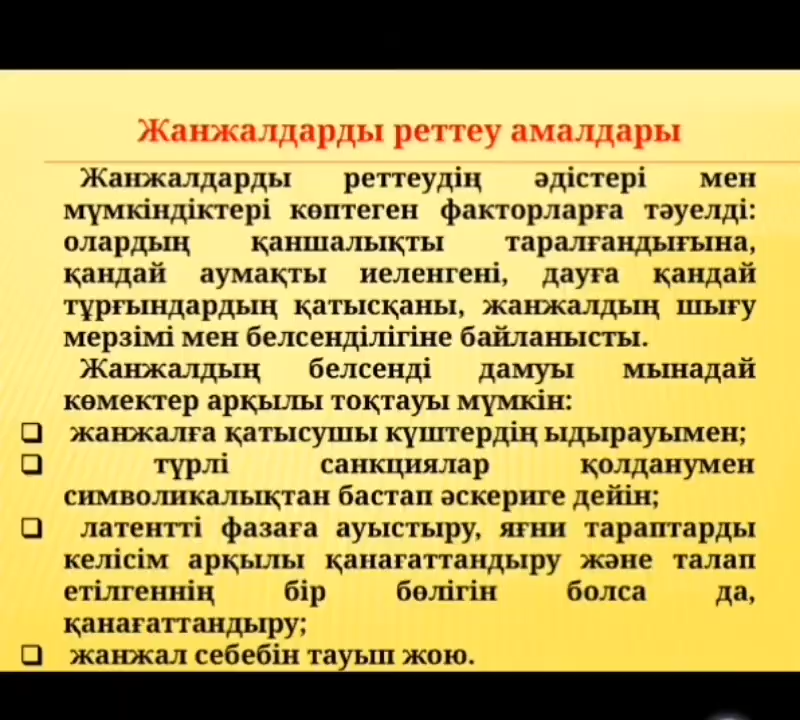 Жанжалдарды реттеу амалдары
Жанжалдарды реттеудің әдістері мен
мүмкіндіктері көптеген факторларға тәуелді:
олардың қаншалықты таралғандығына,
қандай аумақты иеленгені, дауға қандай
тұрғындардың қатысқаны, жанжалдың шығу
мерзімі мен белсенділігіне байланысты.
Жанжалдың белсенді дамуы мынадай
көмектер арқылы тоқтауы мүмкін:
❑ жанжалға қатысушы күштердің ыдырауымен;
❑ түрлі санкциялар қолданумен
символикалықтан бастап әскериге дейін;
❑ латентті фазаға ауыстыру, яғни тараптарды
келісім арқылы қанағаттандыру және талап
етілгеннің бір бөлігін болса да,
қанағаттандыру;
❑ жанжал себебін тауып жою.